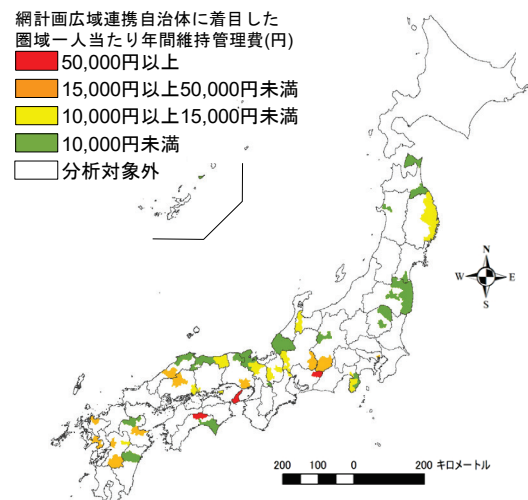 網計画広域連携自治体に着目した
圏域一人当たり年間維持管理費(円)
50,000円以上
15,000円以上50,000円未満
10,000円以上15,000円未満
10,000円未満
分析対象外
N
W E
S
200 100 0 200 キロメートル